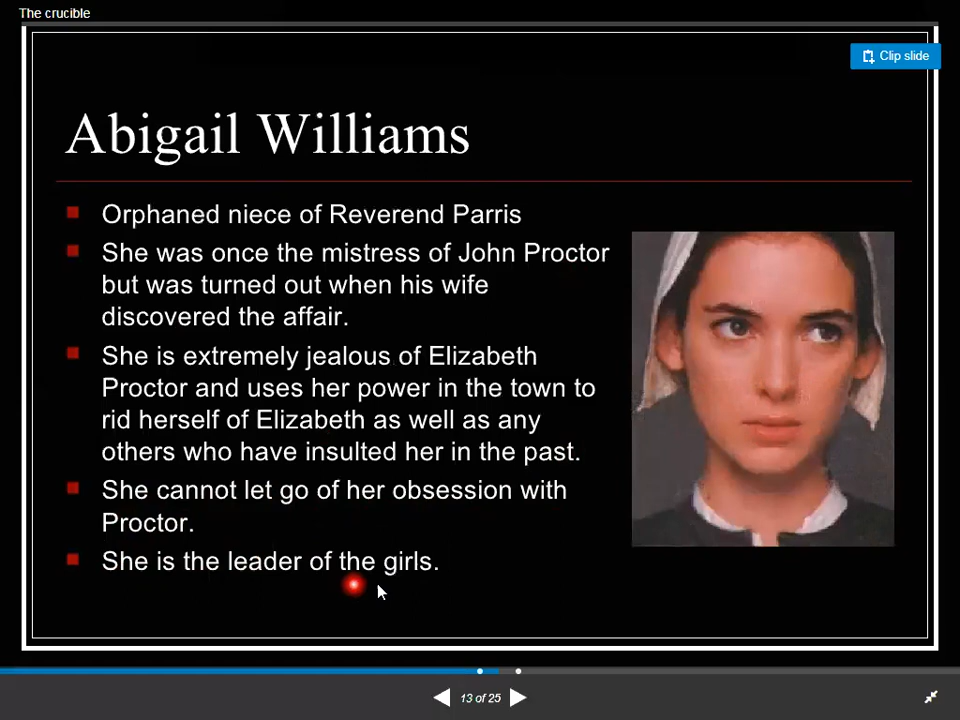 The crucible
Clip slide
Abigail Williams
Orphaned niece of Reverend Parris
She was once the mistress of John Proctor
but was turned out when his wife
discovered the affair.
She is extremely jealous of Elizabeth
Proctor and uses her power in the town to
rid herself of Elizabeth as well as any
others who have insulted her in the past.
She cannot let go of her obsession with
Proctor.
She is the leader of the girls.
13 of 25